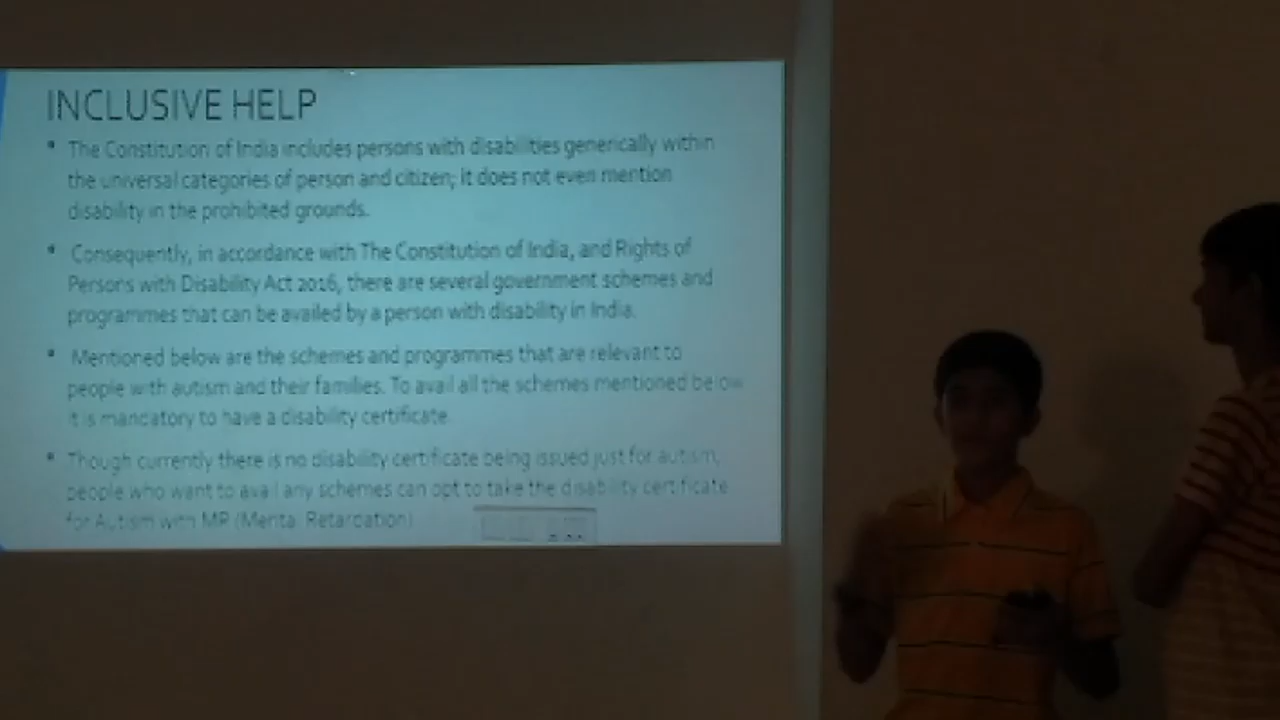 INCLUSIVE HELP
• The Constitution of India includes persons with disabilities generically within
the universal categories of person and citizen; it does not even mention
disability in the prohibited grounds.
• Consequently, in accordance with The Constitution of India, and Rights of
Persons with Disability Act 2016, there are several government schemes and
programmes that can be availed by a person with disability in India.
• Mentioned below are the schemes and programmes that are relevant to
people with autism and their families. To avail all the schemes mentioned below
it is mandatory to have a disability certificate.
• Though currently there is no disability certificate being issued just for autism,
people who want to avail any schemes can opt to take the disability certificate
for Autism with MR (Mental Retardation)